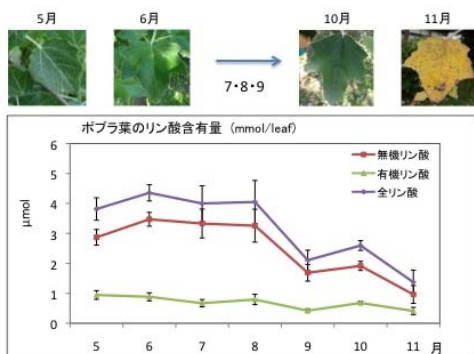 5月 6月 10月 11月
7・8・9
ポプラ葉のリン酸含有量 (mmol/leaf)
無機リン酸
有機リン酸
全リン酸
μmol
6
5
4
3
2
1
0
5 6 7 8 9 10 11 月